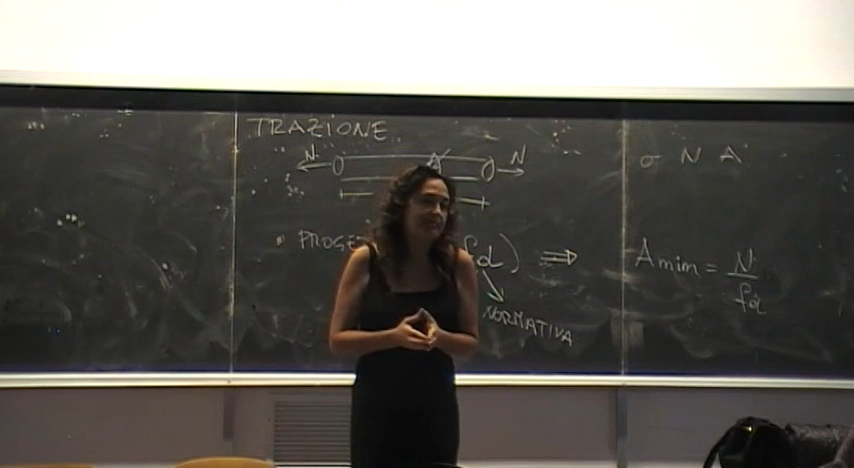 TRAZIONE
N A N
σ N A
• PROGE fd) ⇒ Amin = N/fd
NORMATIVA